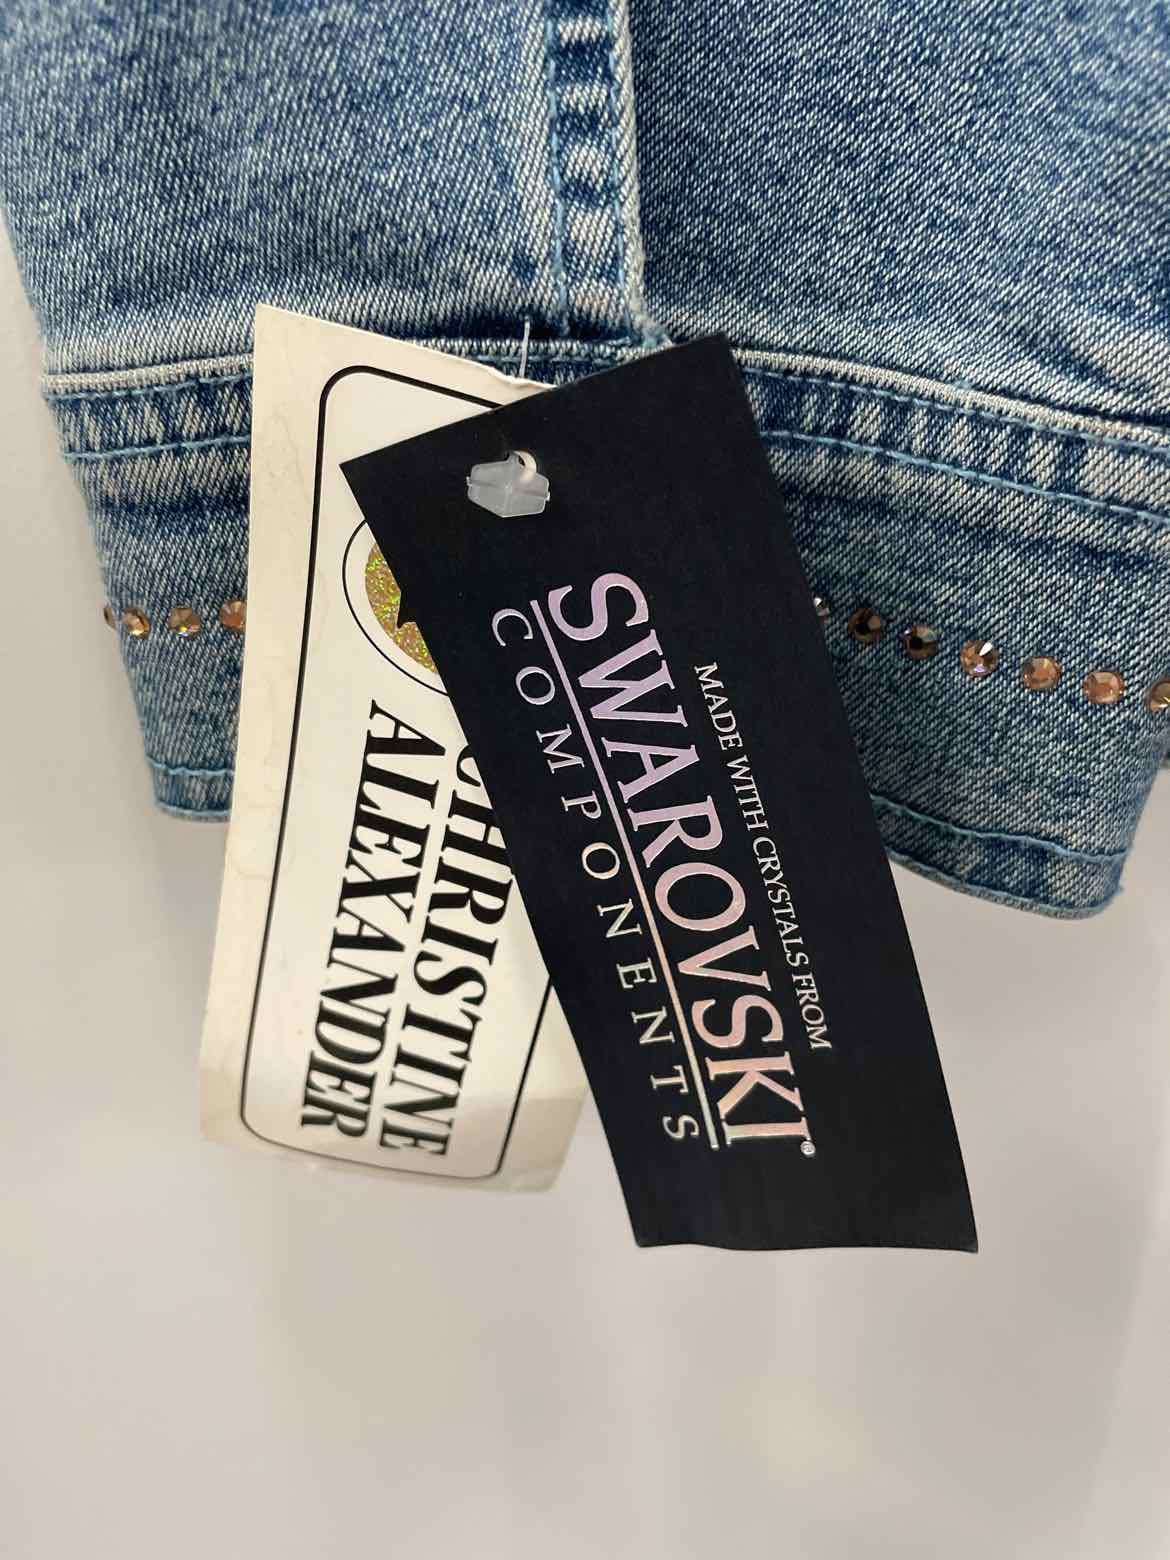 CHRISTINE
ALEXANDER
MADE WITH CRYSTALS FROM
SWAROVSKI®
COMPONENTS